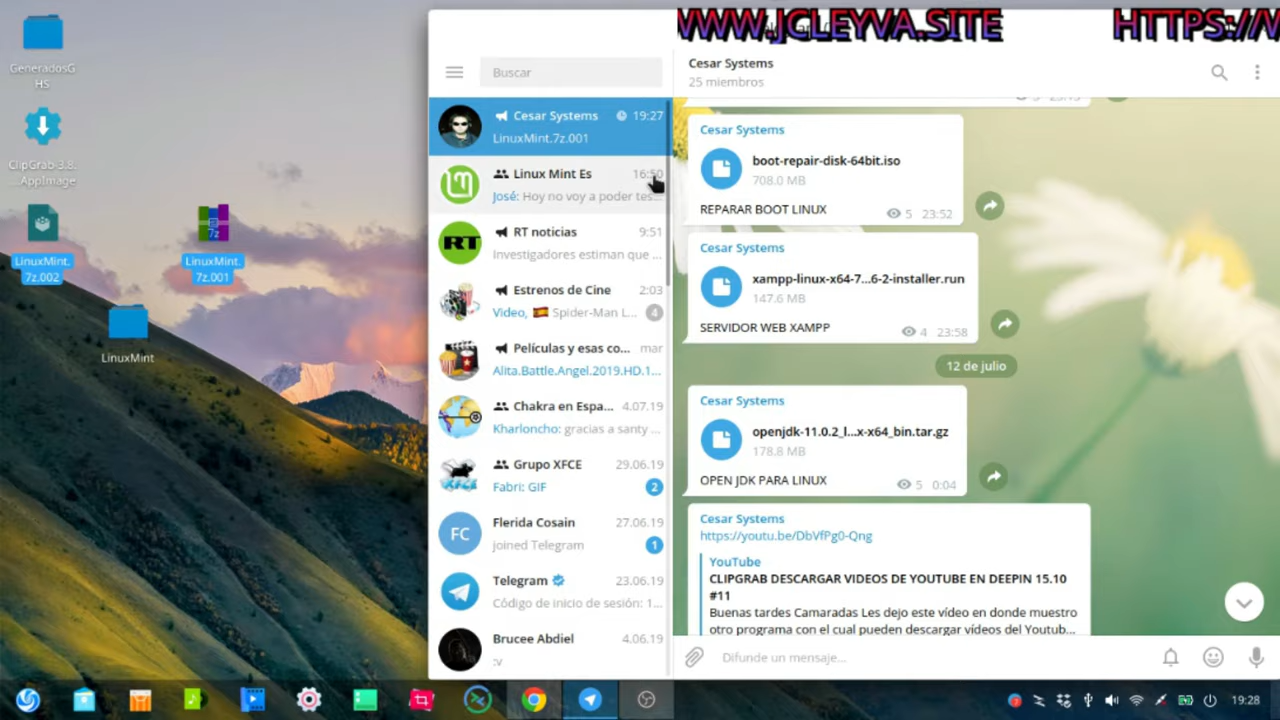 GeneradosG
HS
ClipGrab-3.8.
...AppImage
LinuxMint.
7z.002
7z
LinuxMint.
7z.001
LinuxMint
WWW.JCLEYVA.SITE
HTTPS://
Buscar
Cesar Systems
19:27
LinuxMint.7z.001
Linux Mint Es
16:50
José: Hoy no voy a poder tes...
RT
RT noticias
9:51
Investigadores estiman que ...
Estrenos de Cine
2:03
Video, Spider-Man L...
4
Películas y esas co...
mar
Alita.Battle.Angel.2019.HD.1...
Chakra en Espa...
4.07.19
Kharloncho: gracias a santy ...
Grupo XFCE
29.06.19
Fabri: GIF
2
FC
Flerida Cosain
27.06.19
joined Telegram
1
Telegram
23.06.19
Código de inicio de sesión: 1...
Brucee Abdiel
4.06.19
:v
Cesar Systems
25 miembros
Cesar Systems
boot-repair-disk-64bit.iso
708.0 MB
REPARAR BOOT LINUX
5 23:52
Cesar Systems
xampp-linux-x64-7...6-2-installer.run
147.6 MB
SERVIDOR WEB XAMPP
4 23:58
12 de julio
Cesar Systems
openjdk-11.0.2_l...x-x64_bin.tar.gz
178.8 MB
OPEN JDK PARA LINUX
5 0:04
Cesar Systems
https://youtu.be/DbVfPg0-Qng
YouTube
CLIPGRAB DESCARGAR VIDEOS DE YOUTUBE EN DEEPIN 15.10
#11
Buenas tardes Camaradas Les dejo este vídeo en donde muestro
otro programa con el cual pueden descargar vídeos del Youtub...
Difunde un mensaje...
19:28